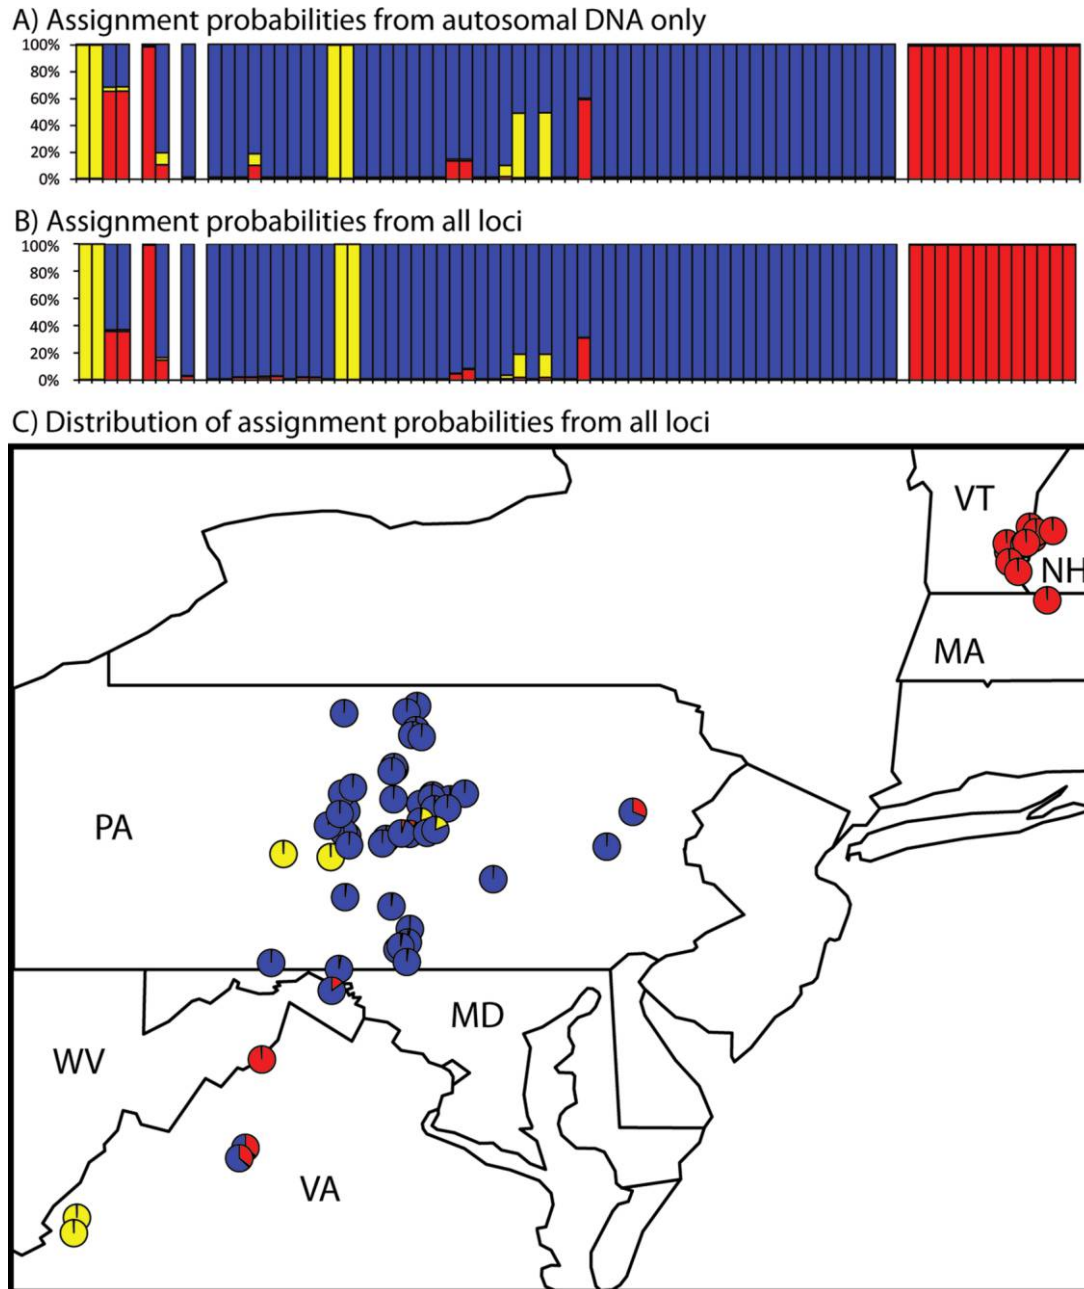 A) Assignment probabilities from autosomal DNA only
100%
80%
60%
40%
20%
0%
B) Assignment probabilities from all loci
100%
80%
60%
40%
20%
0%
C) Distribution of assignment probabilities from all loci
VT
NH
MA
PA
MD
WV
VA